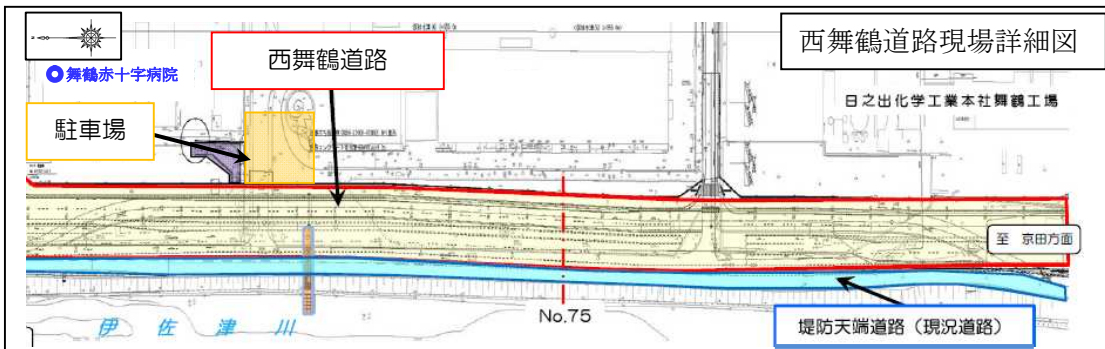 西舞鶴道路現場詳細図
西舞鶴道路
舞鶴赤十字病院
日之出化学工業本社舞鶴工場
駐車場
至 京田方面
No.75
伊佐津川
堤防天端道路（現況道路）